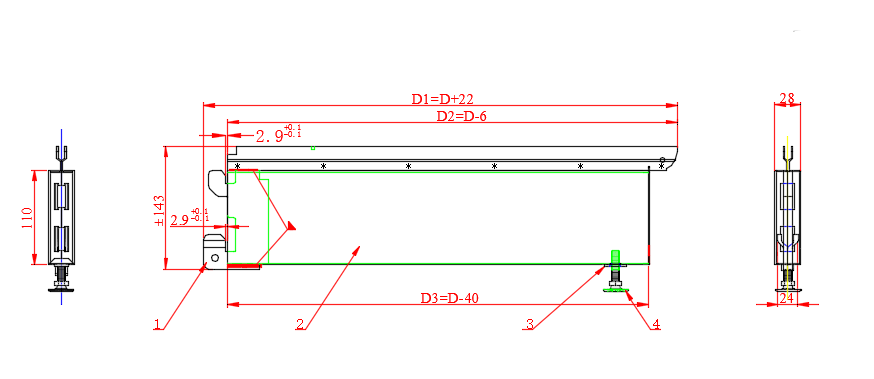 D1=D+22
28
D2=D-6
2.9 +0.1 -0.1
±143
110
2.9 +0.1 -0.1
D3=D-40
24
1
2
3
4